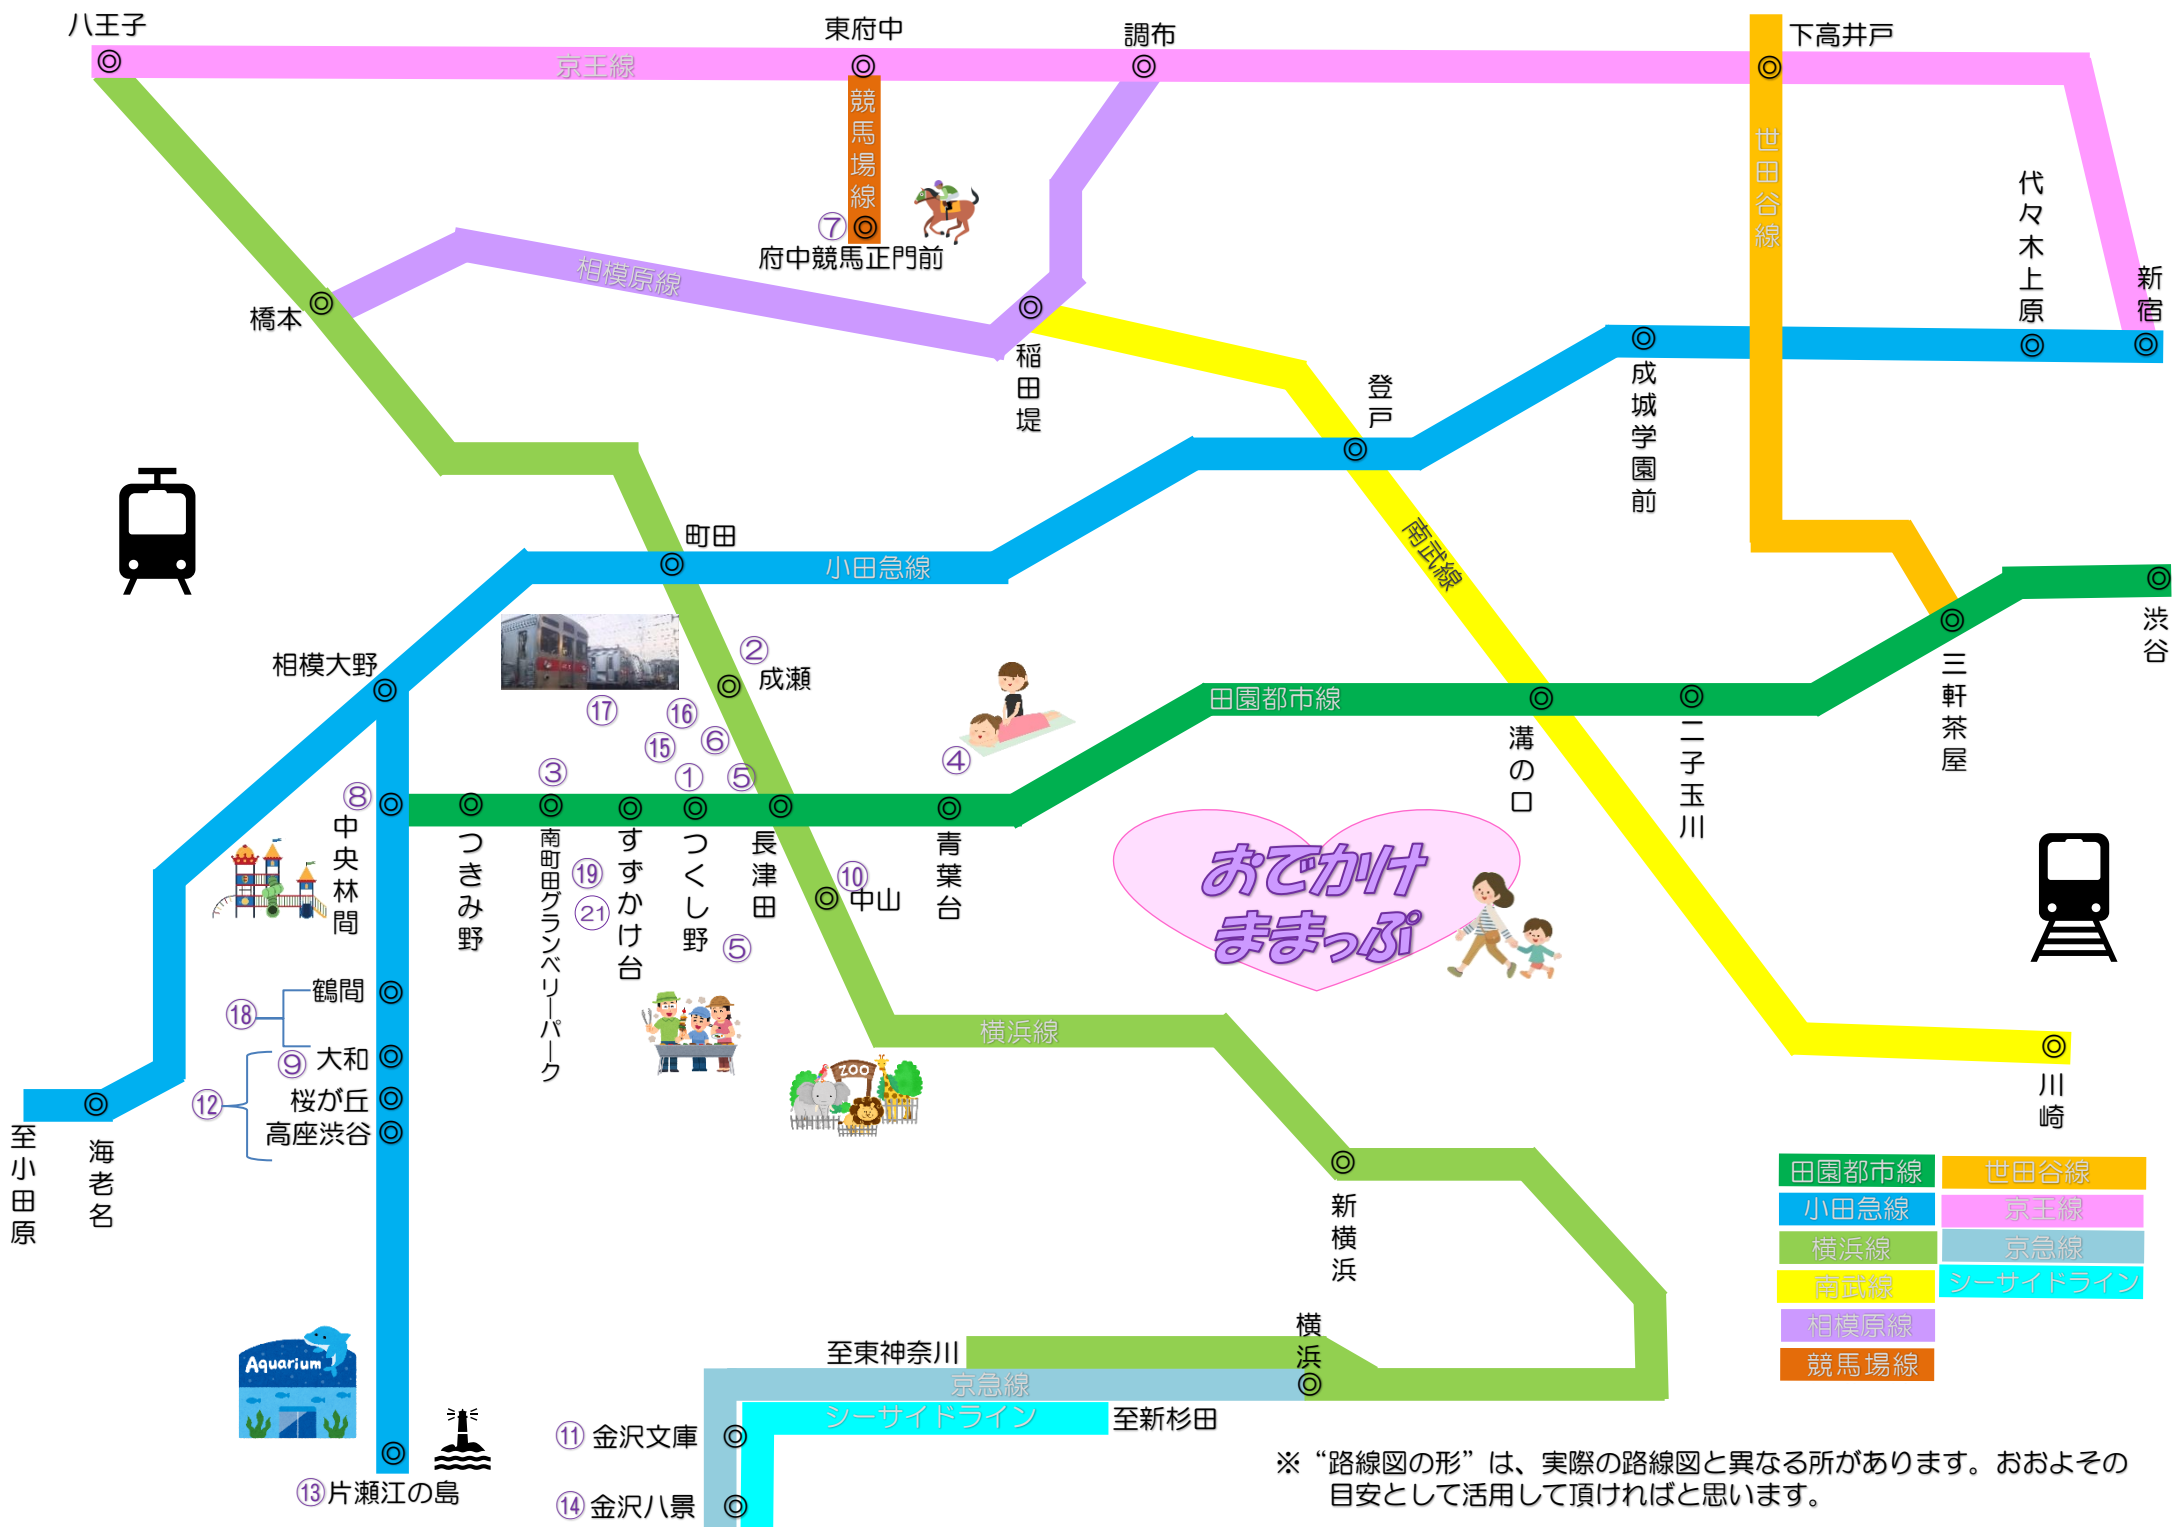 八王子
東府中
調布
下高井戸
京王線
競馬場線
世田谷線
代々木上原
新宿
⑦
府中競馬正門前
相模原線
橋本
稲田堤
登戸
成城学園前
町田
小田急線
南武線
渋谷
相模大野
②
成瀬
⑰
⑯
⑥
⑮
①
⑤
③
④
田園都市線
三軒茶屋
溝の口
二子玉川
⑧
中央林間
つきみ野
南町田グランベリーパーク
すずかけ台
つくし野
長津田
青葉台
⑲
㉑
⑩
中山
⑤
おでかけ
ままっぷ
鶴間
⑱
⑨
大和
⑫
桜が丘
高座渋谷
横浜線
ZOO
川崎
至小田原
海老名
新横浜
田園都市線
世田谷線
小田急線
京王線
横浜線
京急線
南武線
シーサイドライン
相模原線
競馬場線
Aquarium
横浜
至東神奈川
京急線
シーサイドライン
至新杉田
⑪
金沢文庫
⑬片瀬江の島
⑭
金沢八景
※“路線図の形”は、実際の路線図と異なる所があります。おおよその
目安として活用して頂ければと思います。